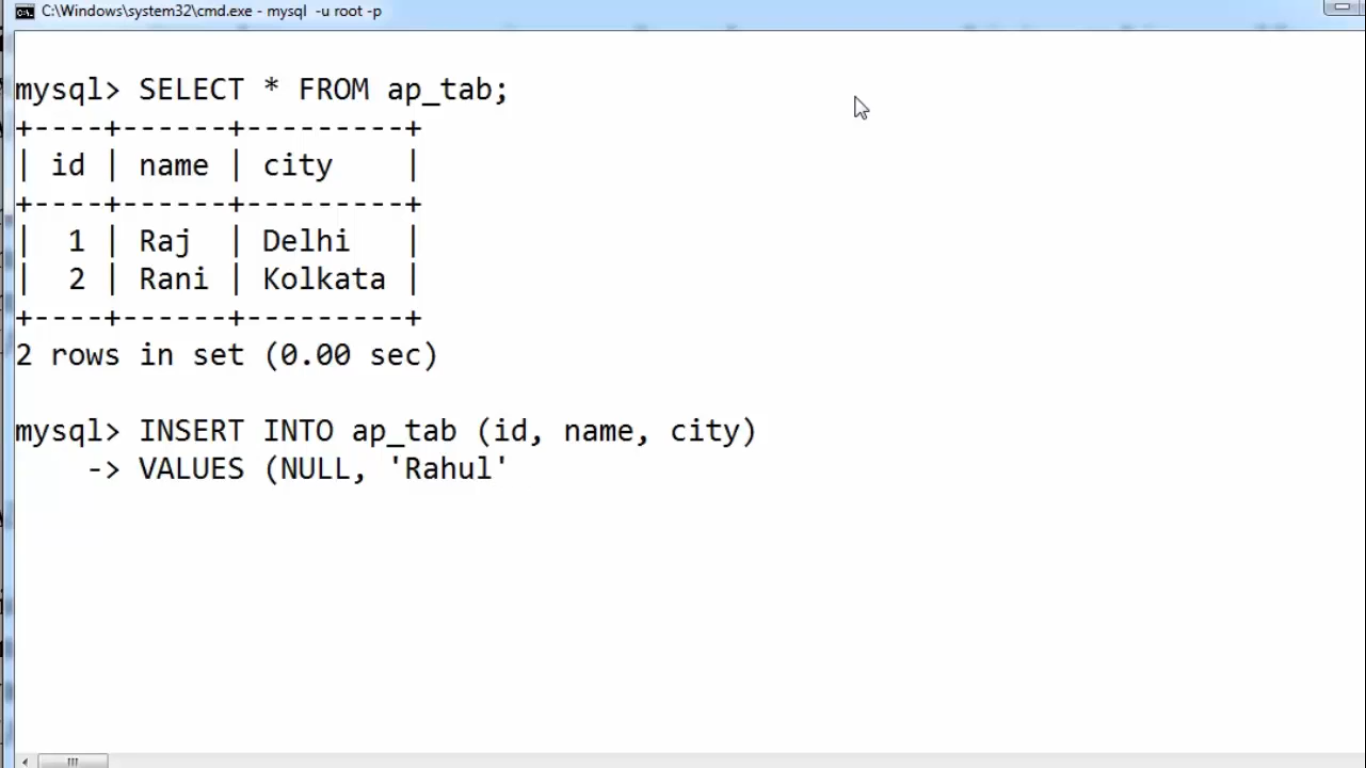 C:\Windows\system32\cmd.exe - mysql  -u root -p
mysql> SELECT * FROM ap_tab;
+----+------+---------+
| id | name | city    |
+----+------+---------+
|  1 | Raj  | Delhi   |
|  2 | Rani | Kolkata |
+----+------+---------+
2 rows in set (0.00 sec)
mysql> INSERT INTO ap_tab (id, name, city)
    -> VALUES (NULL, 'Rahul'